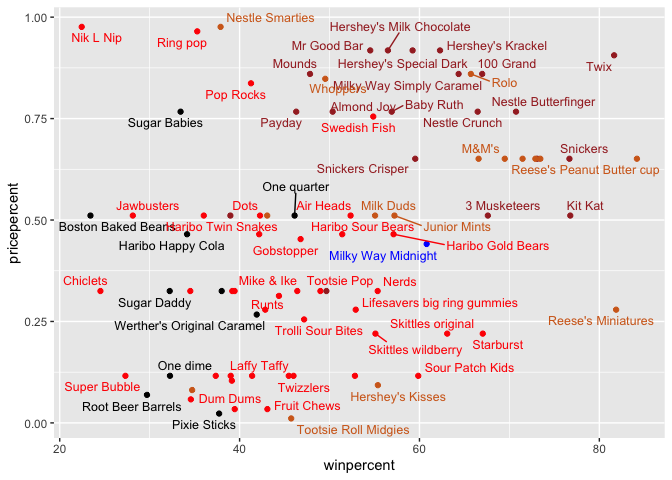 Nestle Smarties
Hershey's Milk Chocolate
Nik L Nip
Ring pop
Mr Good Bar
Hershey's Krackel
Mounds
Hershey's Special Dark
100 Grand
Twix
Pop Rocks
Whoppers
Milky Way Simply Caramel
Rolo
Almond Joy
Baby Ruth
Nestle Butterfinger
Sugar Babies
Payday
Swedish Fish
Nestle Crunch
M&M's
Snickers
Snickers Crisper
Reese's Peanut Butter cup
One quarter
Jawbusters
Dots
Air Heads
Milk Duds
3 Musketeers
Kit Kat
Boston Baked Beans
Haribo Twin Snakes
Haribo Sour Bears
Junior Mints
Haribo Happy Cola
Gobstopper
Haribo Gold Bears
Milky Way Midnight
Chiclets
Mike & Ike
Tootsie Pop
Nerds
Sugar Daddy
Runts
Lifesavers big ring gummies
Reese's Miniatures
Werther's Original Caramel
Trolli Sour Bites
Skittles original
Skittles wildberry
Starburst
One dime
Laffy Taffy
Sour Patch Kids
Super Bubble
Twizzlers
Root Beer Barrels
Dum Dums
Fruit Chews
Hershey's Kisses
Pixie Sticks
Tootsie Roll Midgies
1.00
0.75
0.50
0.25
0.00
pricepercent
20
40
60
80
winpercent